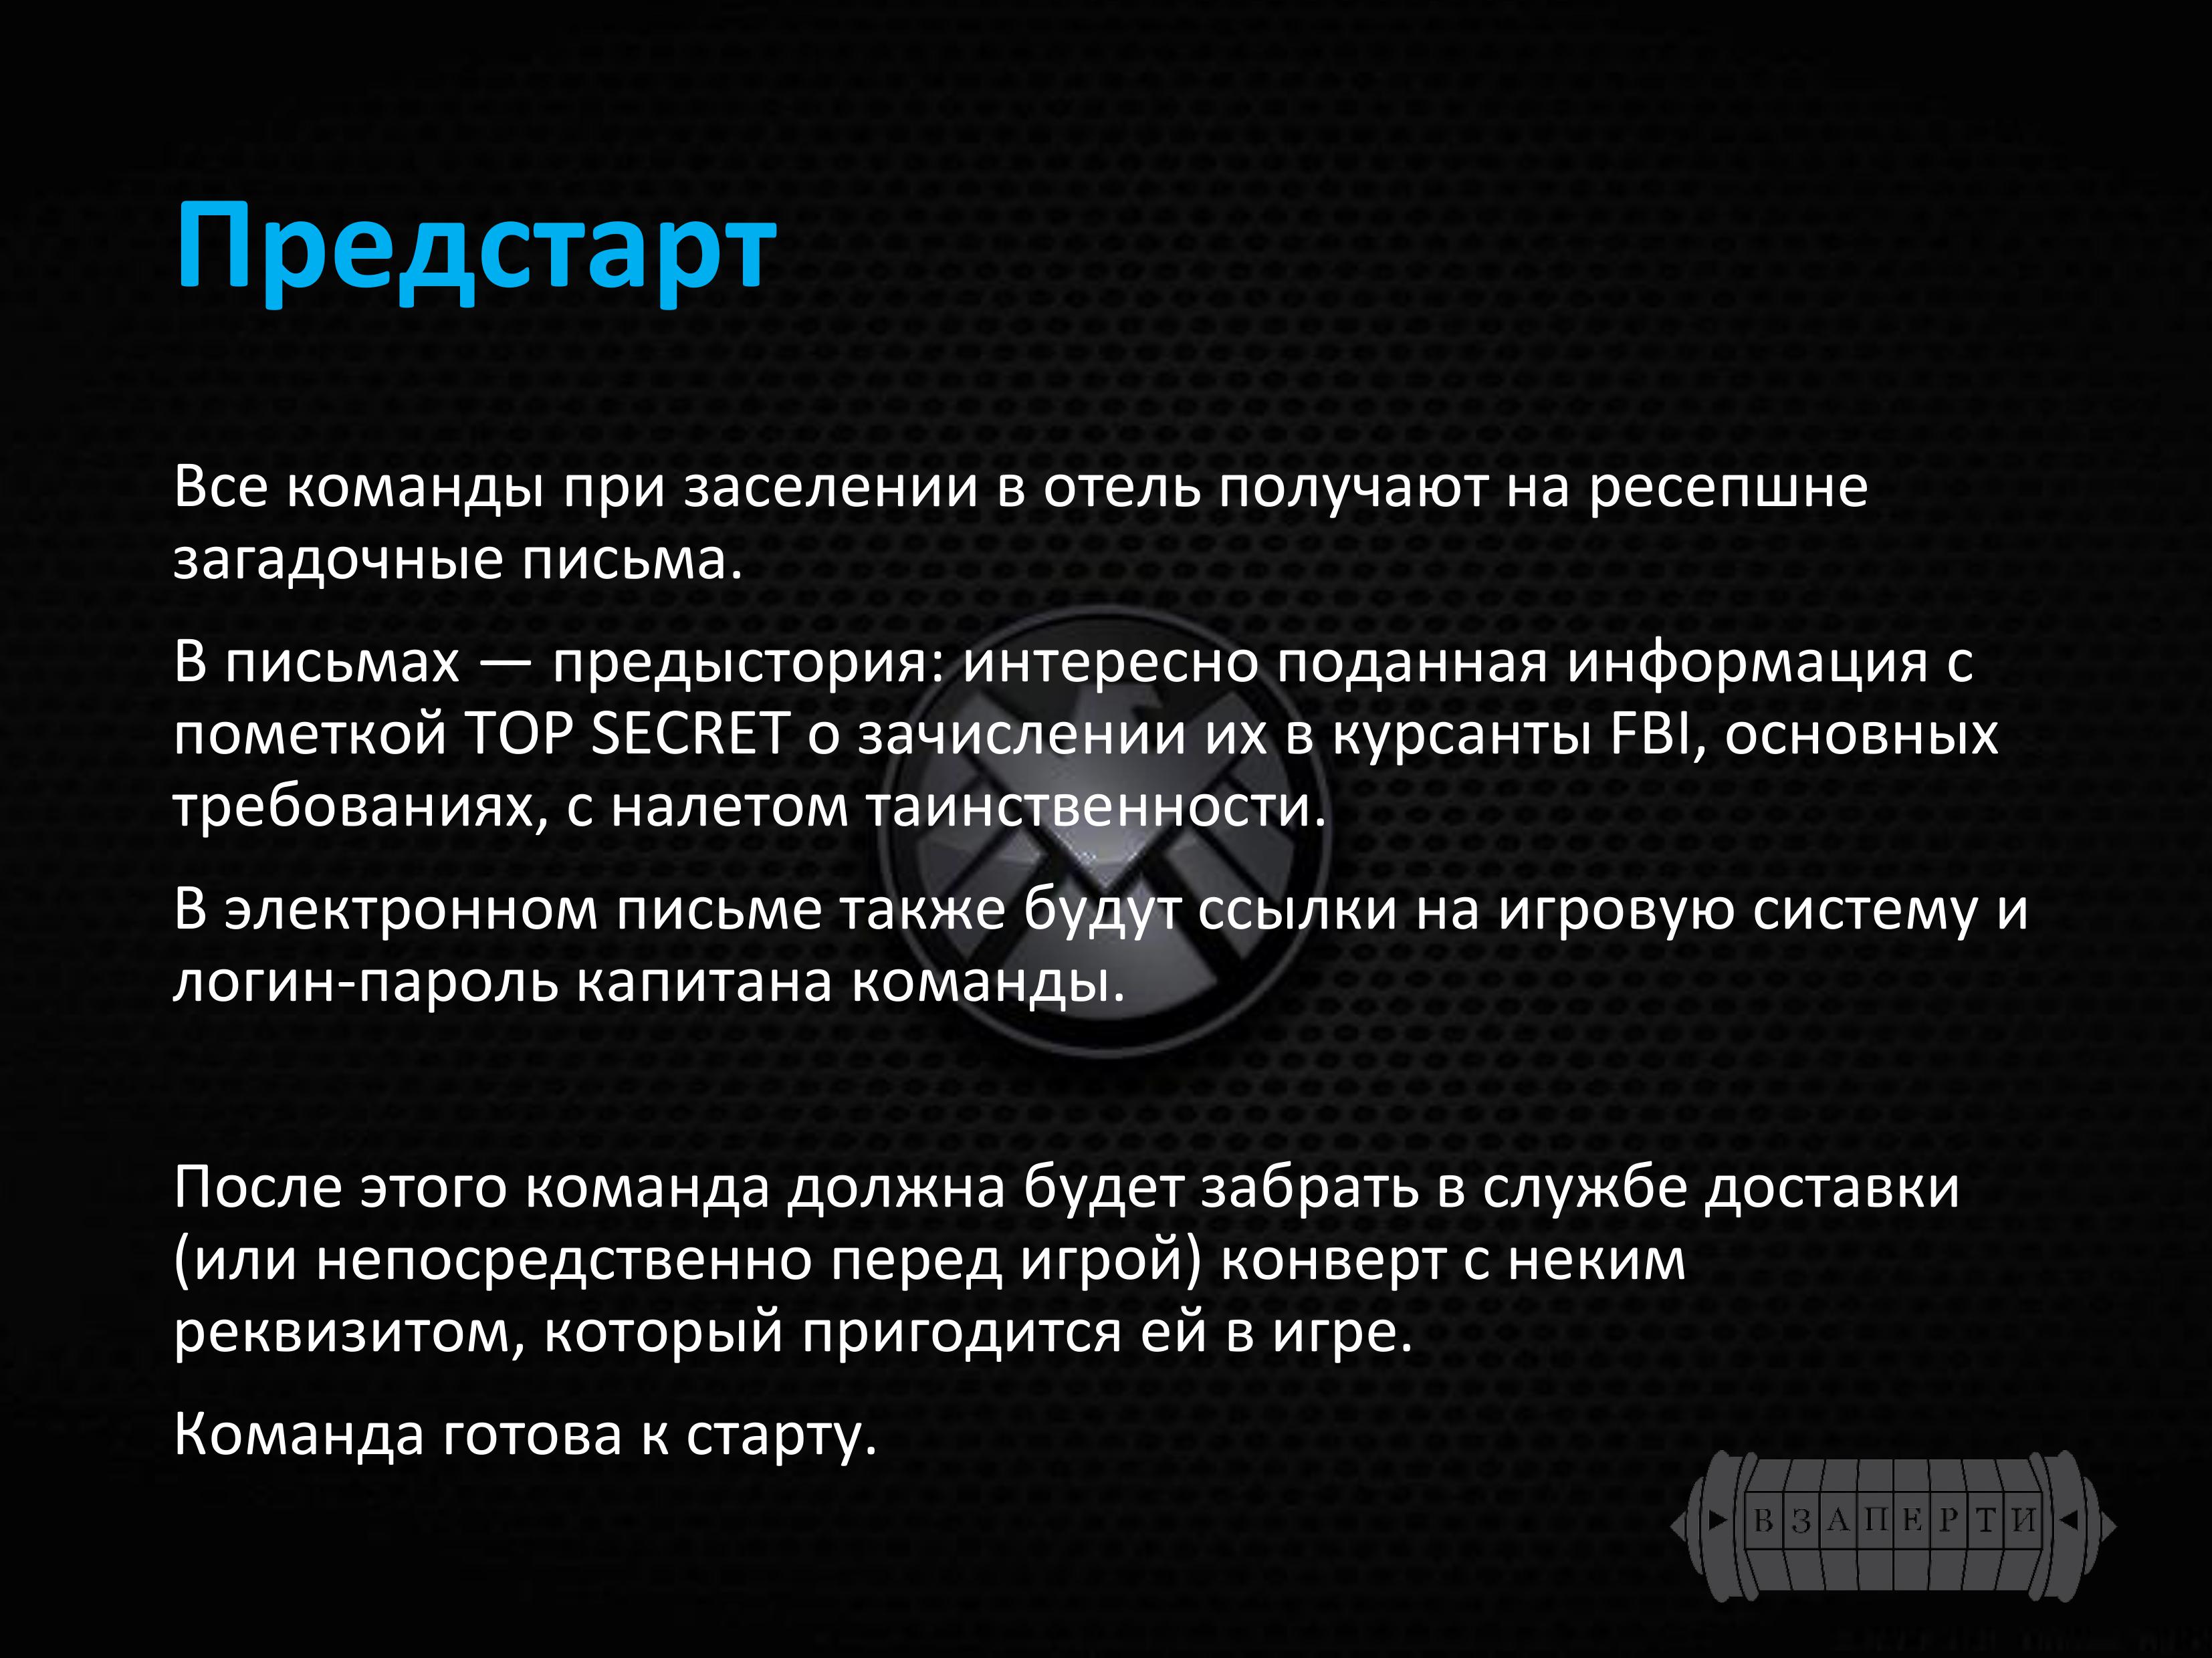 Предстарт
Все команды при заселении в отель получают на ресепшне
загадочные письма.
В письмах — предыстория: интересно поданная информация с
пометкой TOP SECRET о зачислении их в курсанты FBI, основных
требованиях, с налетом таинственности.
В электронном письме также будут ссылки на игровую систему и
логин-пароль капитана команды.
После этого команда должна будет забрать в службе доставки
(или непосредственно перед игрой) конверт с неким
реквизитом, который пригодится ей в игре.
Команда готова к старту.
ВЗАПЕРТИ